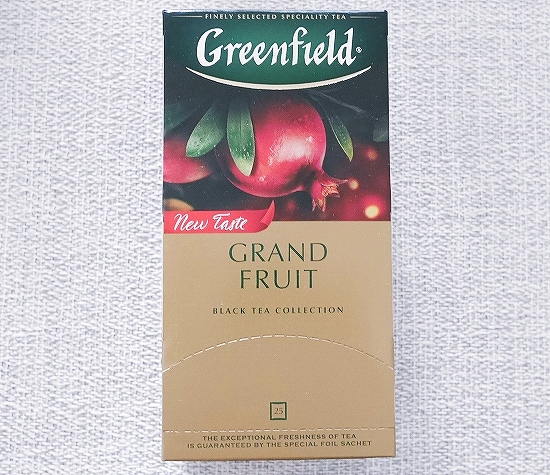 FINELY SELECTED SPECIALITY TEA
Greenfield®
New Taste
GRAND
FRUIT
BLACK TEA COLLECTION
25
THE EXCEPTIONAL FRESHNESS OF TEA
IS GUARANTEED BY THE SPECIAL FOIL SACHET